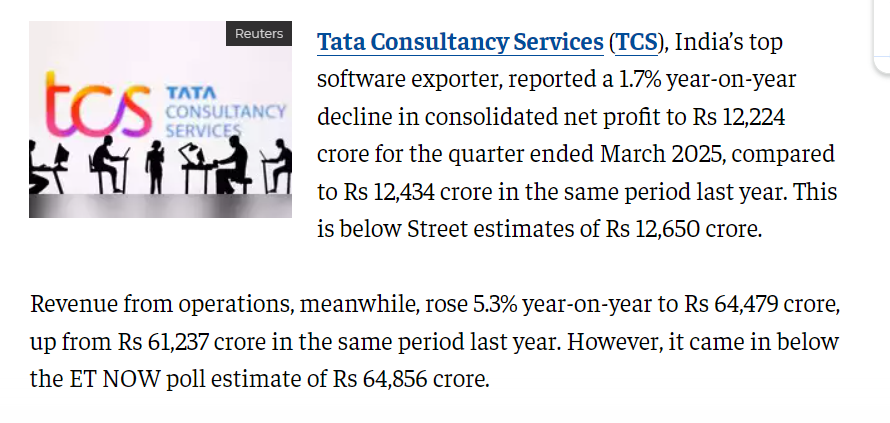 Reuters
tcs TATA
CONSULTANCY
SERVICES
Tata Consultancy Services (TCS), India’s top
software exporter, reported a 1.7% year-on-year
decline in consolidated net profit to Rs 12,224
crore for the quarter ended March 2025, compared
to Rs 12,434 crore in the same period last year. This
is below Street estimates of Rs 12,650 crore.
Revenue from operations, meanwhile, rose 5.3% year-on-year to Rs 64,479 crore,
up from Rs 61,237 crore in the same period last year. However, it came in below
the ET NOW poll estimate of Rs 64,856 crore.